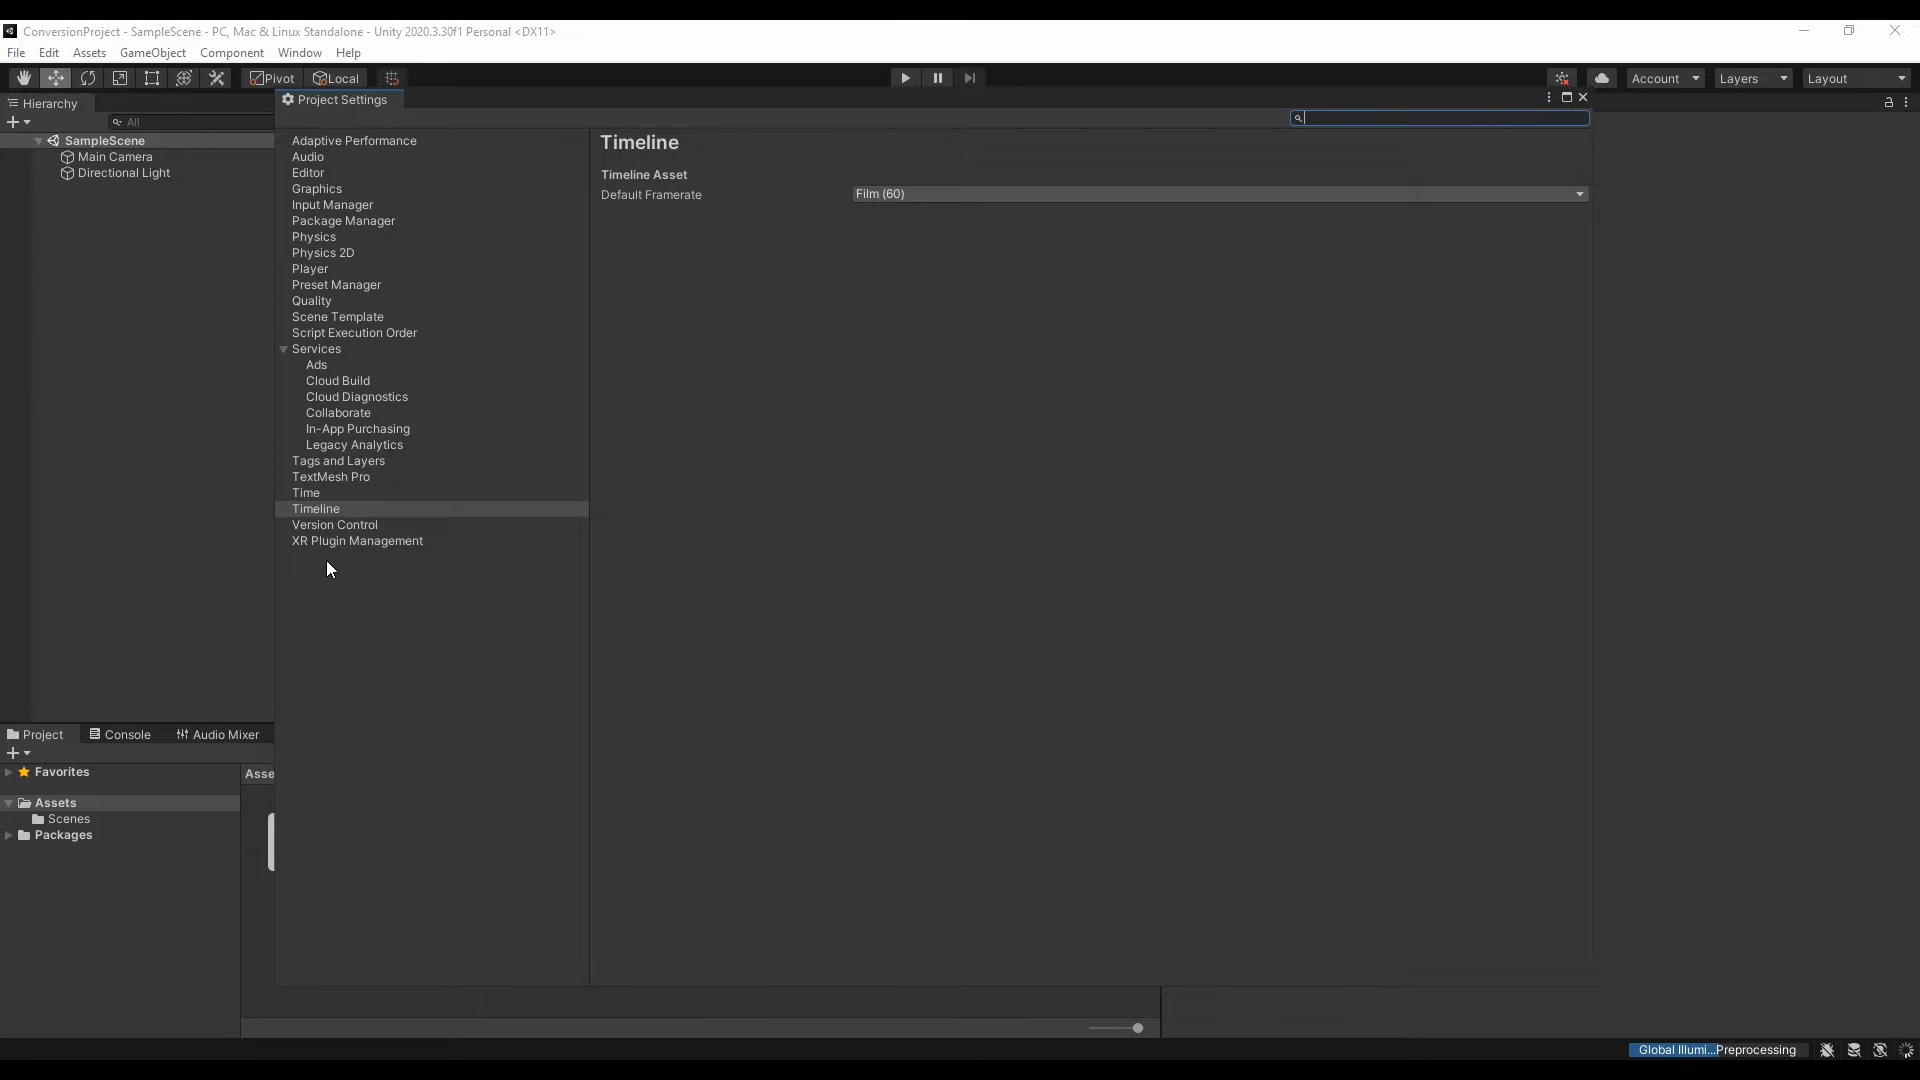 ConversionProject - SampleScene - PC, Mac & Linux Standalone - Unity 2020.3.30f1 Personal <DX11>
File Edit Assets GameObject Component Window Help
Pivot Local Account Layers Layout
Hierarchy
All
SampleScene
Main Camera
Directional Light
Project Settings
Adaptive Performance
Audio
Editor
Graphics
Input Manager
Package Manager
Physics
Physics 2D
Player
Preset Manager
Quality
Scene Template
Script Execution Order
Services
Ads
Cloud Build
Cloud Diagnostics
Collaborate
In-App Purchasing
Legacy Analytics
Tags and Layers
TextMesh Pro
Time
Timeline
Version Control
XR Plugin Management
Timeline
Timeline Asset
Default Framerate Film (60)
Project Console Audio Mixer
Favorites
Assets
Scenes
Packages
Asse
Global Illumi...Preprocessing